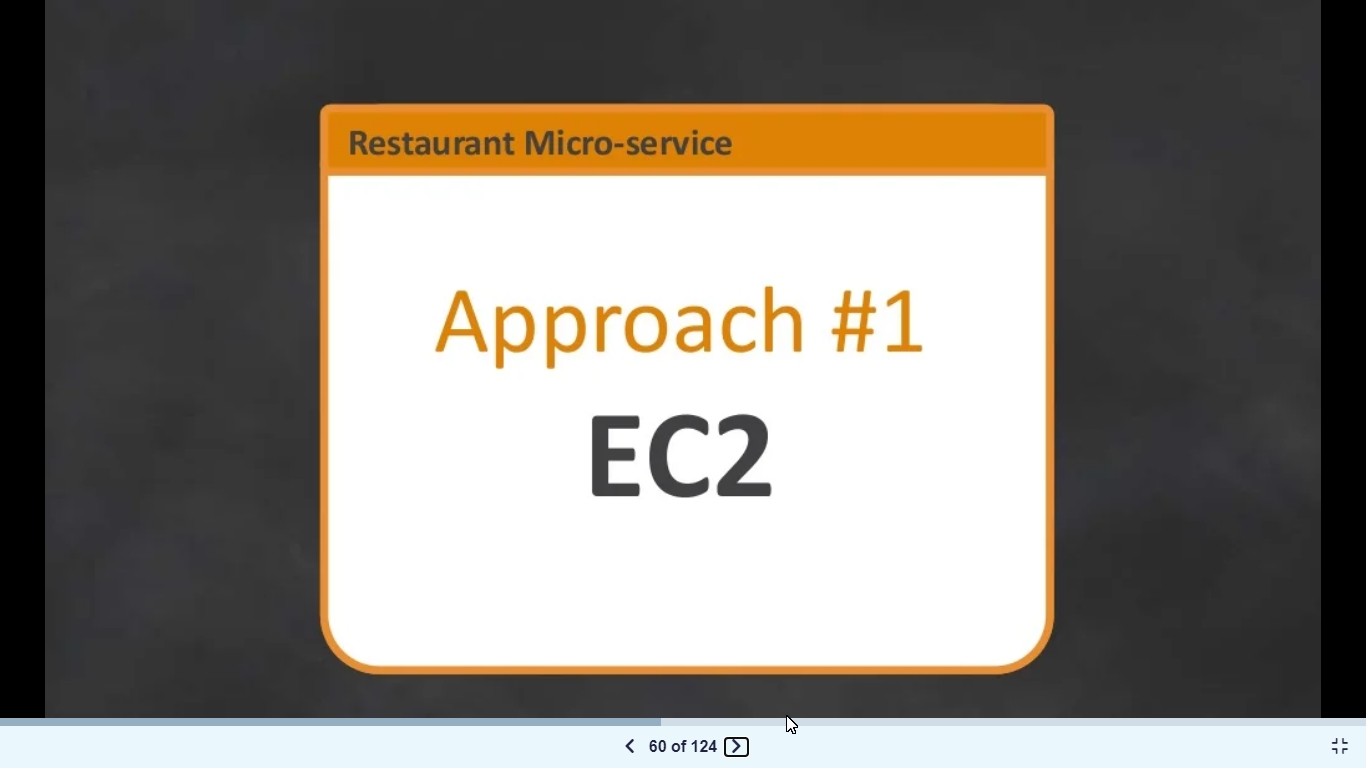 Restaurant Micro-service
Approach #1
EC2
60 of 124